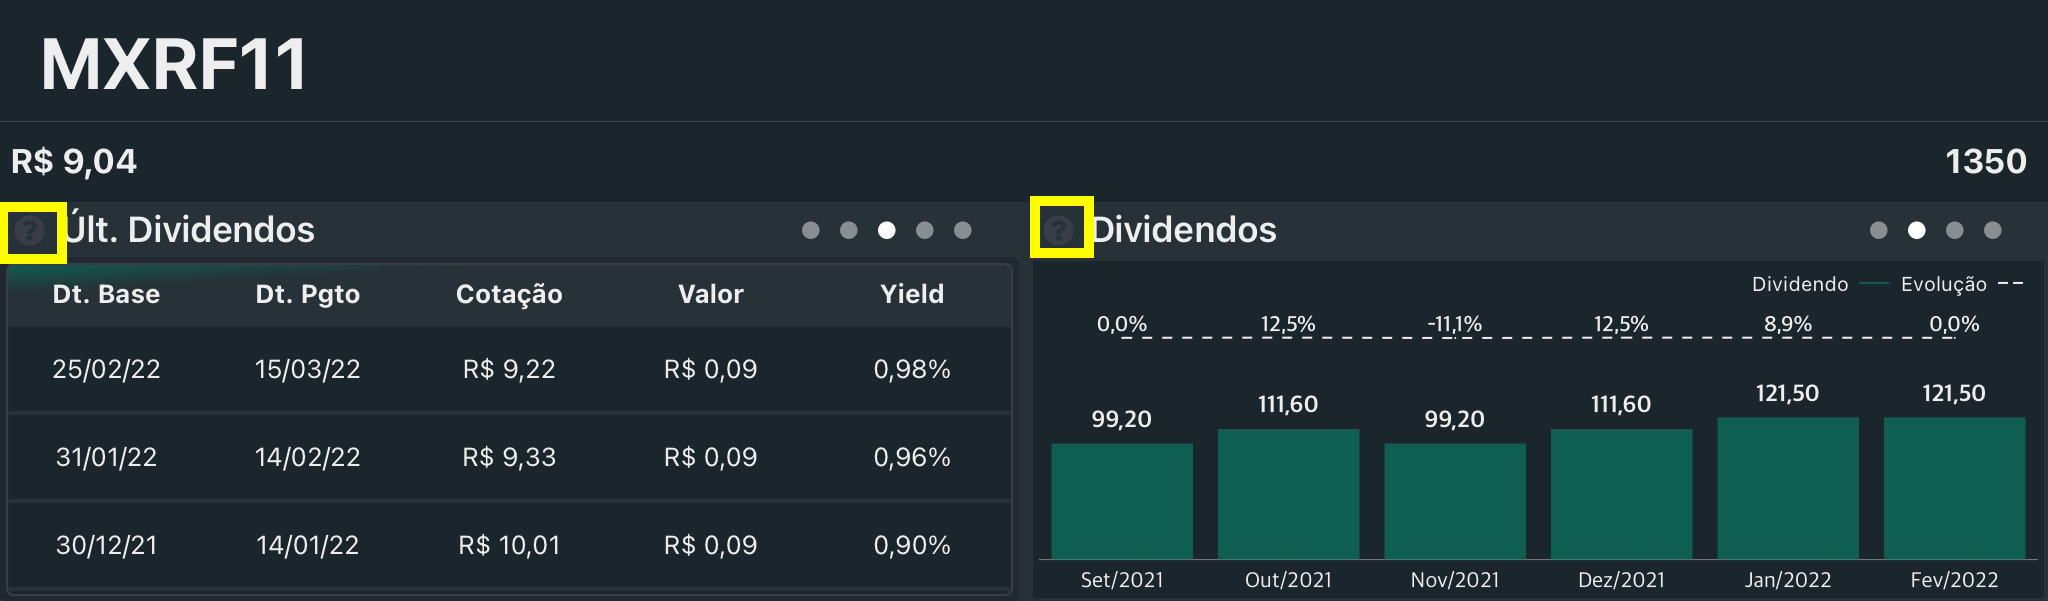 MXRF11
R$ 9,04
1350
? Últ. Dividendos
Dt. Base Dt. Pgto Cotação Valor Yield
25/02/22 15/03/22 R$ 9,22 R$ 0,09 0,98%
31/01/22 14/02/22 R$ 9,33 R$ 0,09 0,96%
30/12/21 14/01/22 R$ 10,01 R$ 0,09 0,90%
? Dividendos
Dividendo Evolução
0,0% 12,5% -11,1% 12,5% 8,9% 0,0%
99,20 111,60 99,20 111,60 121,50 121,50
Set/2021 Out/2021 Nov/2021 Dez/2021 Jan/2022 Fev/2022